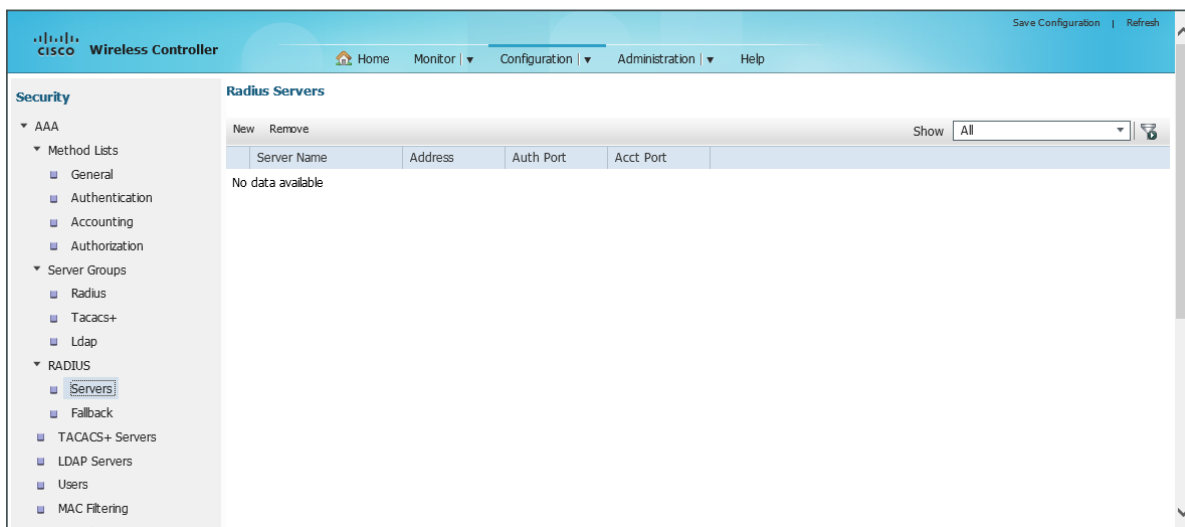 Save Configuration | Refresh
CISCO Wireless Controller
Home Monitor | Configuration | Administration | Help
Security
AAA
Method Lists
General
Authentication
Accounting
Authorization
Server Groups
Radius
Tacacs+
Ldap
RADIUS
Servers
Fallback
TACACS+ Servers
LDAP Servers
Users
MAC Filtering
Radius Servers
New Remove Show All
Server Name Address Auth Port Acct Port
No data available